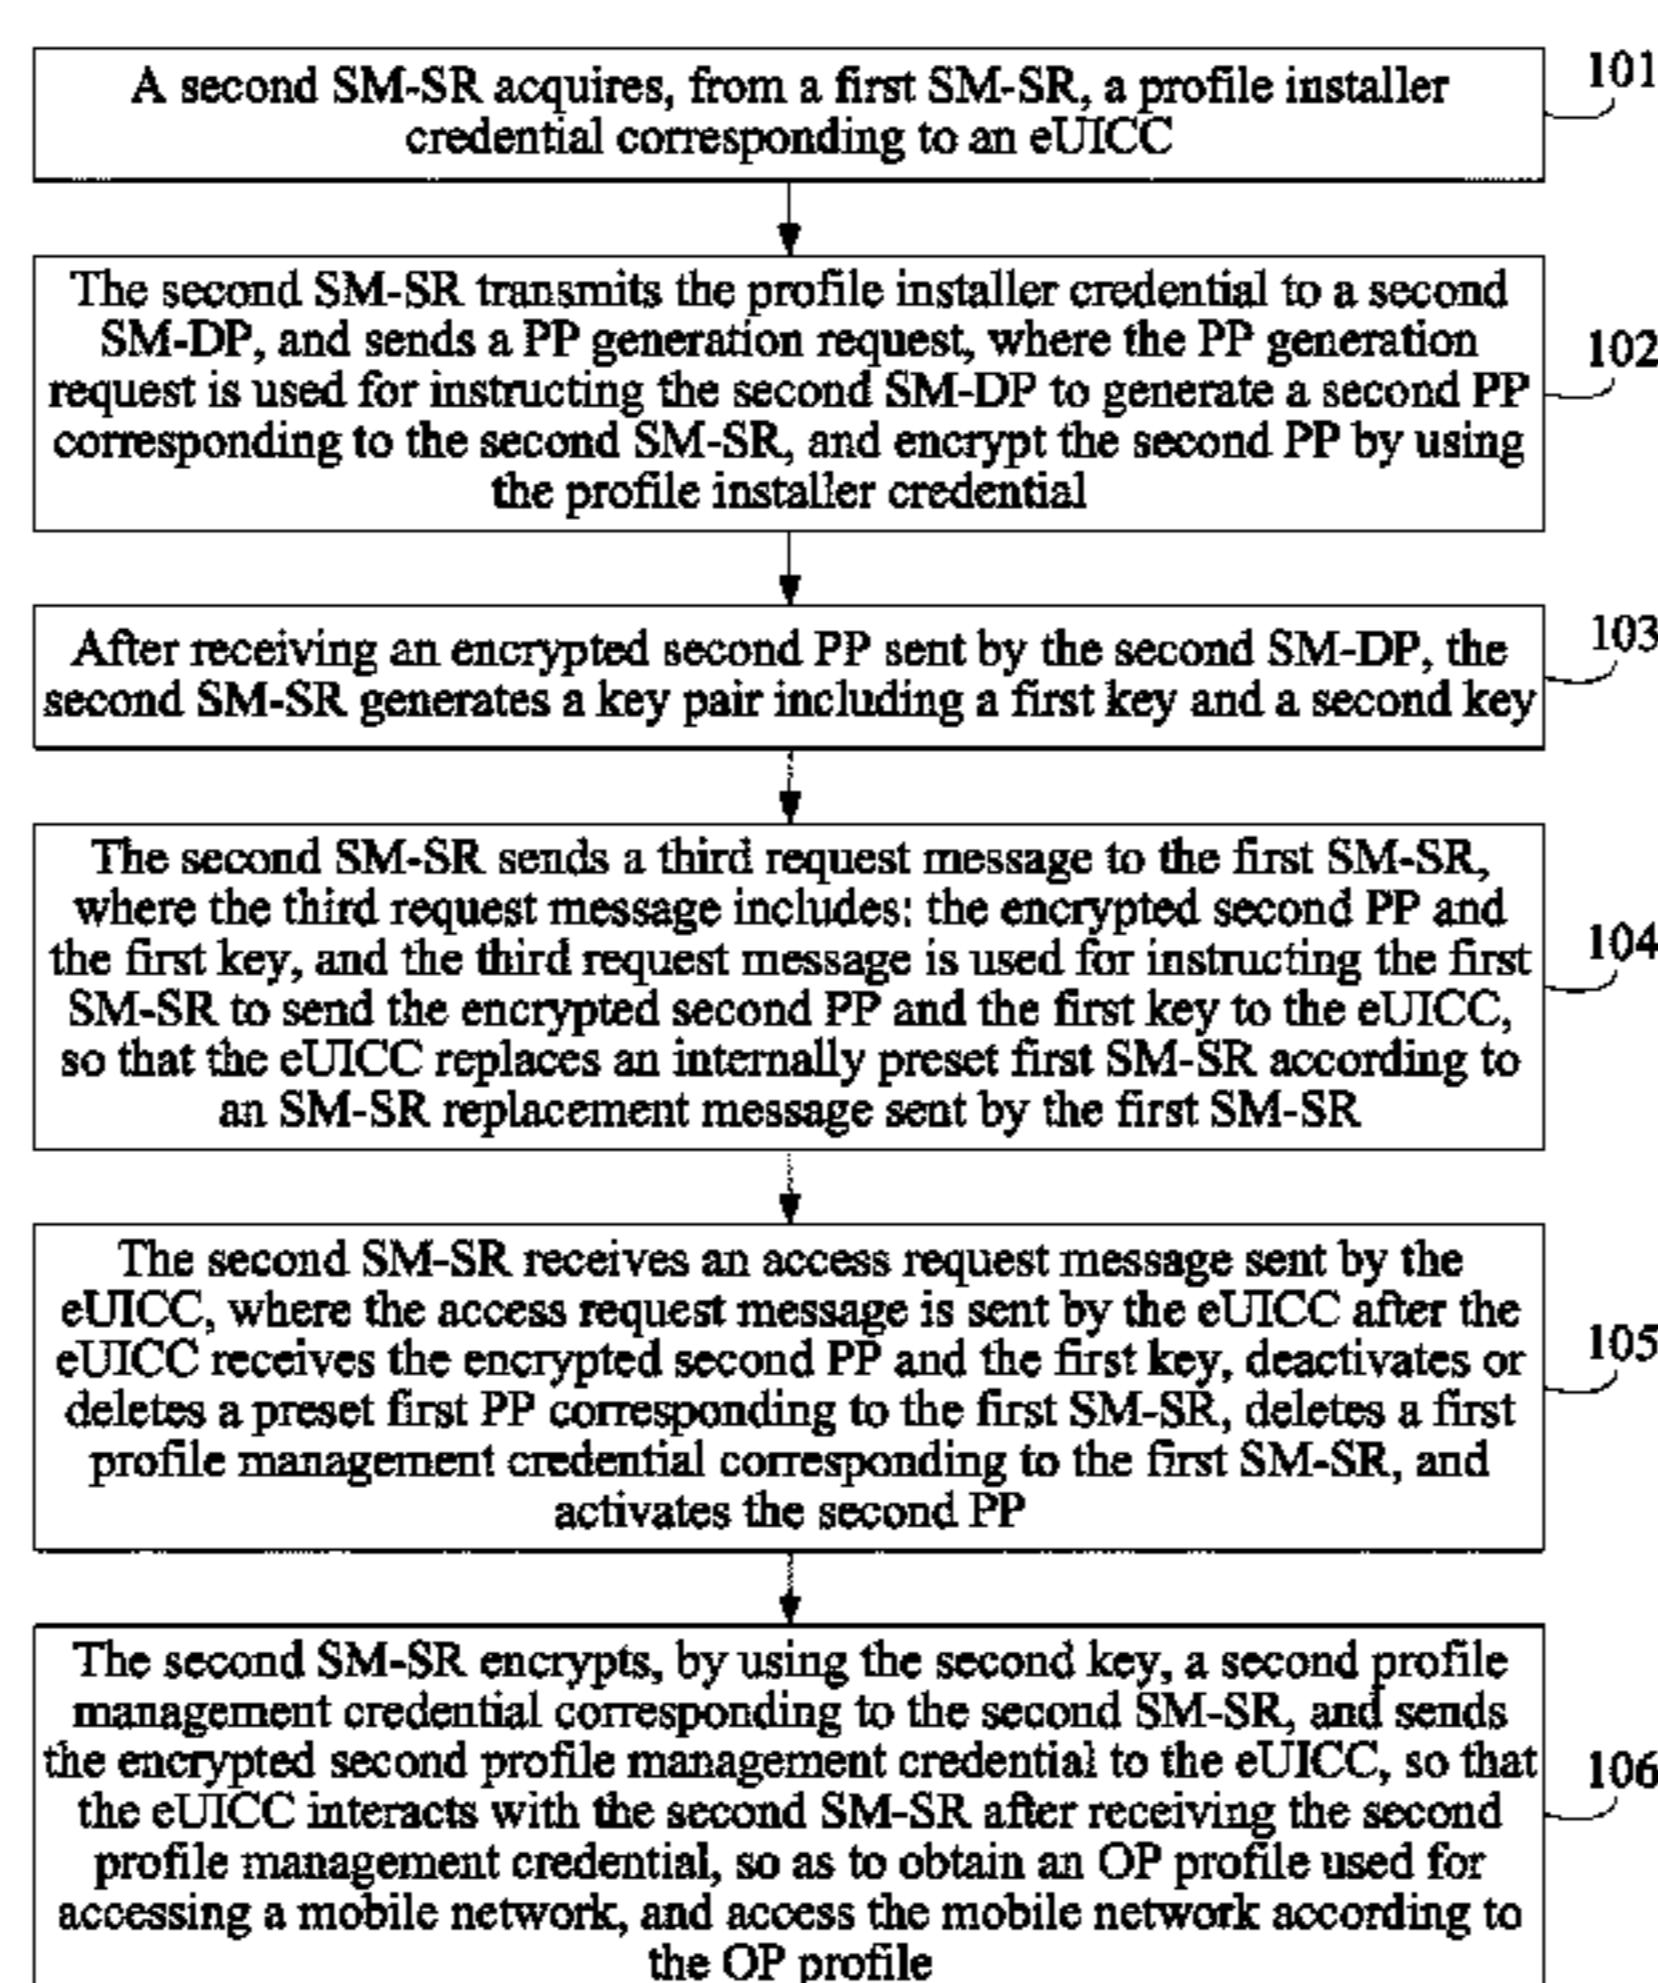 A second SM-SR acquires, from a first SM-SR, a profile installer
credential corresponding to an eUICC
101
The second SM-SR transmits the profile installer credential to a second
SM-DP, and sends a PP generation request, where the PP generation
request is used for instructing the second SM-DP to generate a second PP
corresponding to the second SM-SR, and encrypt the second PP by using
the profile installer credential
102
After receiving an encrypted second PP sent by the second SM-DP, the
second SM-SR generates a key pair including a first key and a second key
103
The second SM-SR sends a third request message to the first SM-SR,
where the third request message includes: the encrypted second PP and
the first key, and the third request message is used for instructing the first
SM-SR to send the encrypted second PP and the first key to the eUICC,
so that the eUICC replaces an internally preset first SM-SR according to
an SM-SR replacement message sent by the first SM-SR
104
The second SM-SR receives an access request message sent by the
eUICC, where the access request message is sent by the eUICC after the
eUICC receives the encrypted second PP and the first key, deactivates or
deletes a preset first PP corresponding to the first SM-SR, deletes a first
profile management credential corresponding to the first SM-SR, and
activates the second PP
105
The second SM-SR encrypts, by using the second key, a second profile
management credential corresponding to the second SM-SR, and sends
the encrypted second profile management credential to the eUICC, so that
the eUICC interacts with the second SM-SR after receiving the second
profile management credential, so as to obtain an OP profile used for
accessing a mobile network, and access the mobile network according to
the OP profile
106